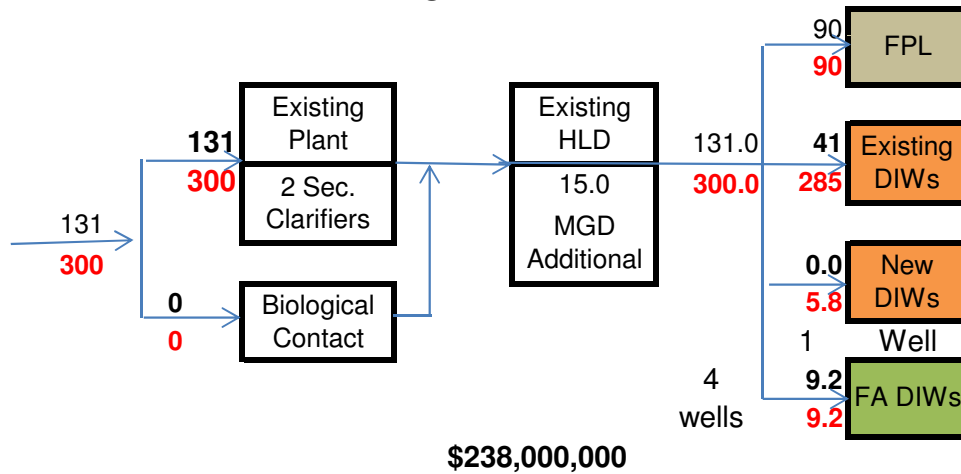 90
90
FPL
131
300
Existing
Plant
2 Sec.
Clarifiers
Existing
HLD
15.0
MGD
Additional
131.0
300.0
41
285
Existing
DIWs
131
300
0
0
Biological
Contact
0.0
5.8
New
DIWs
1 Well
4
wells
9.2
9.2
FA DIWs
$238,000,000